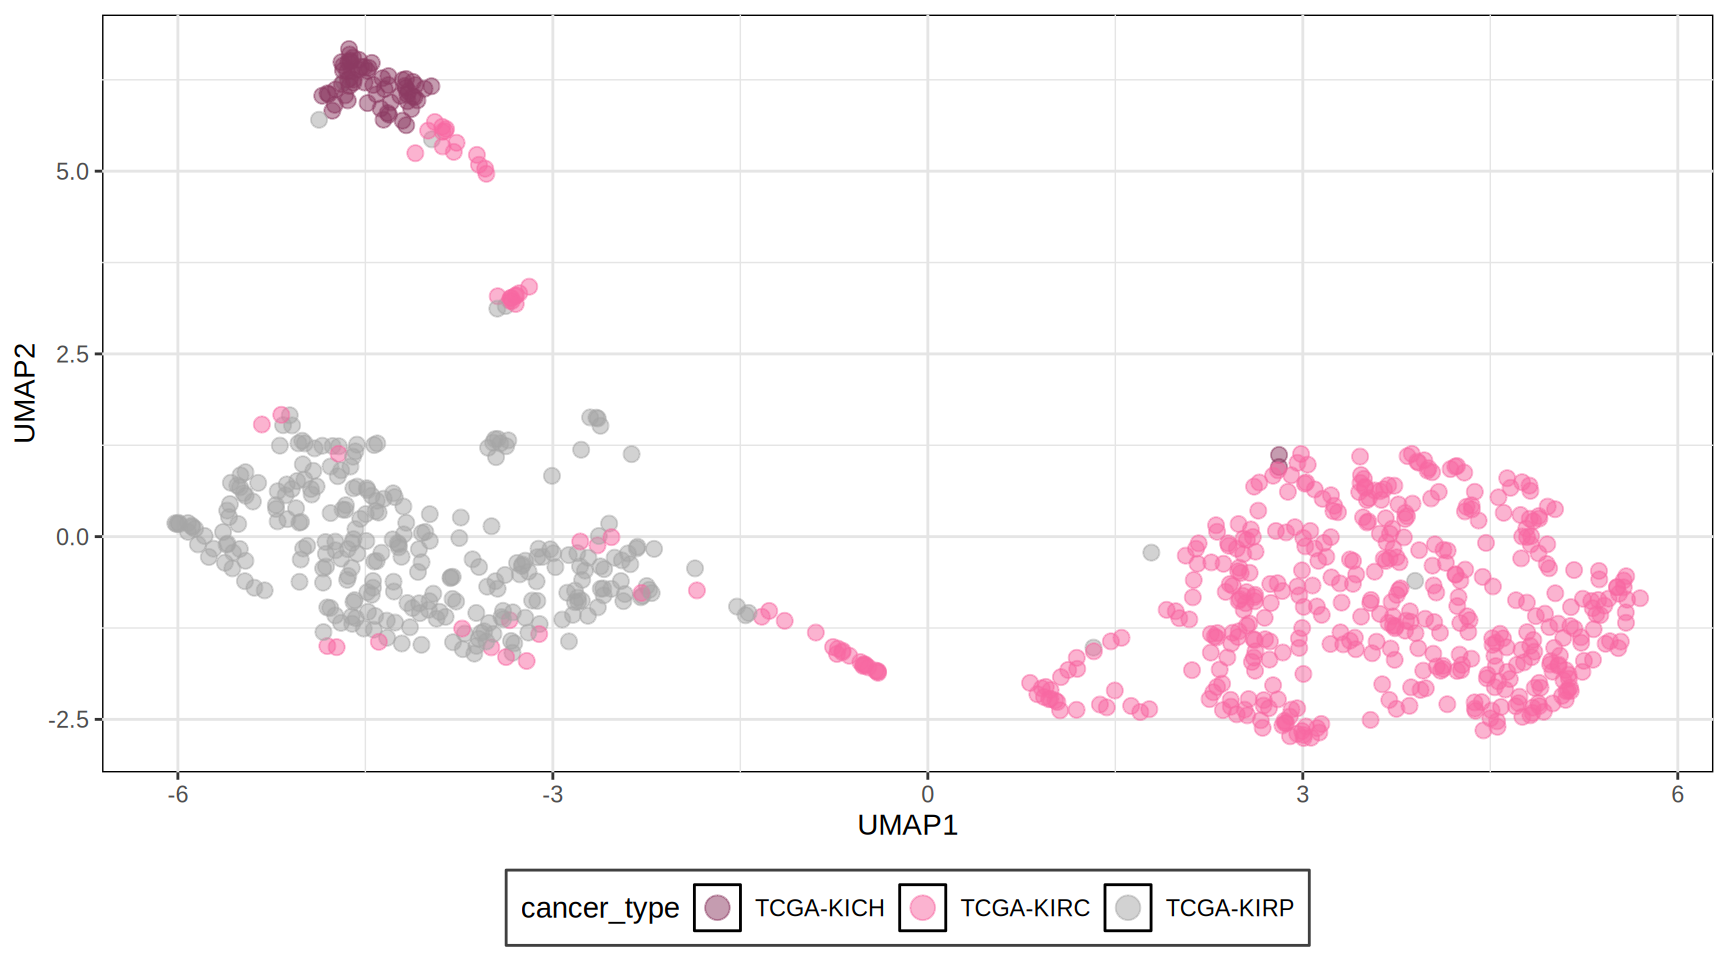 5.0
2.5
0.0
-2.5
UMAP2
-6 -3 0 3 6
UMAP1
cancer_type TCGA-KICH TCGA-KIRC TCGA-KIRP